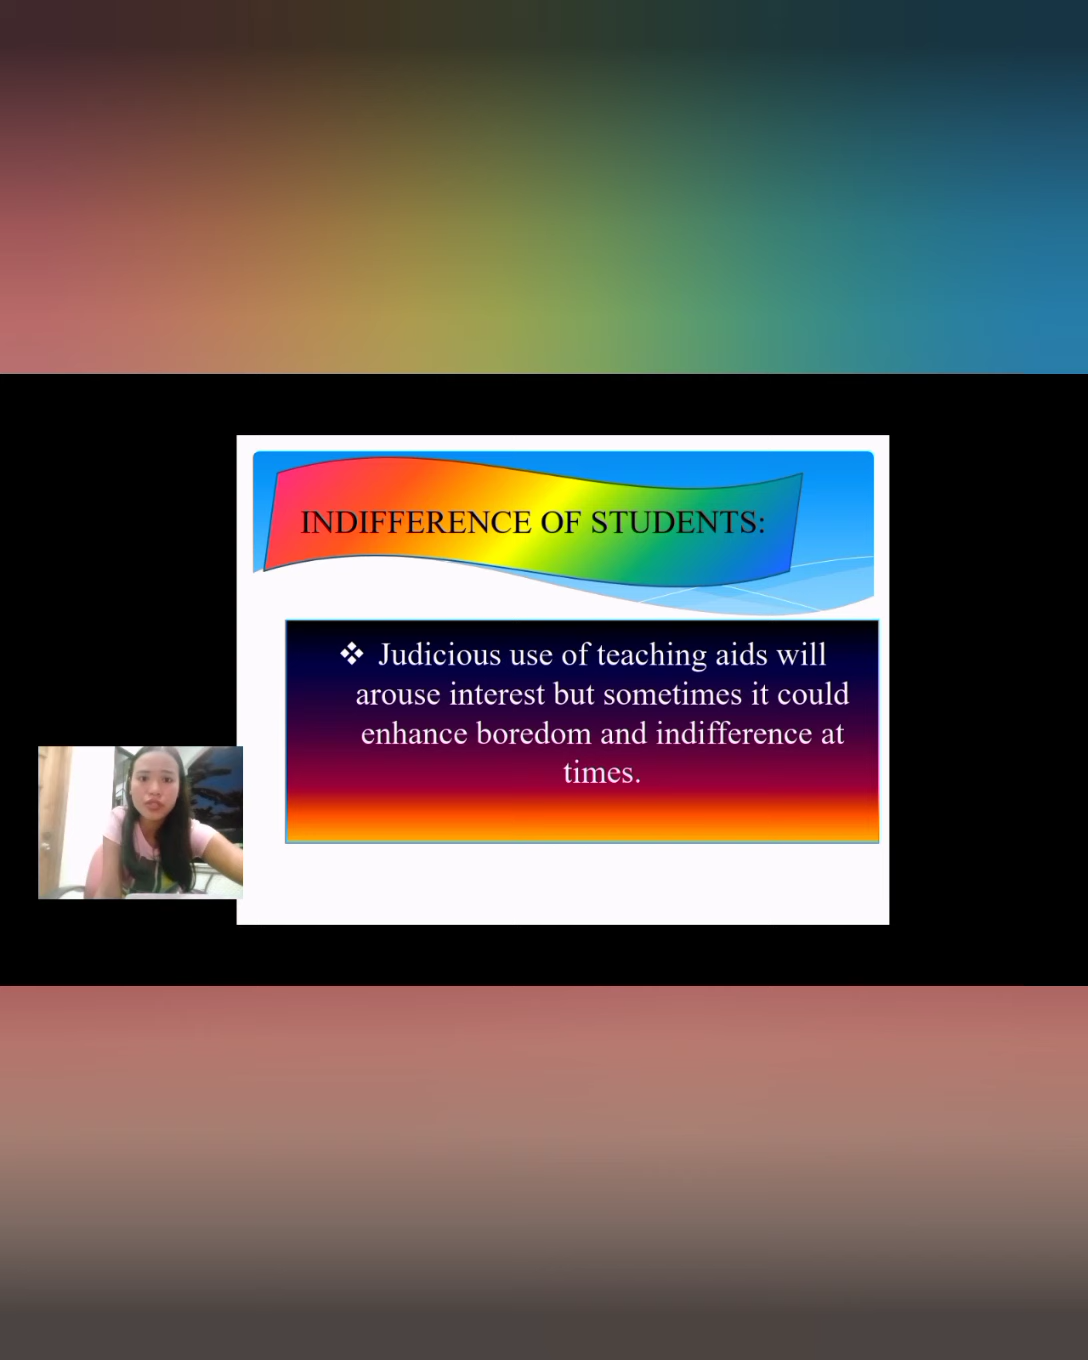 INDIFFERENCE OF STUDENTS:
❖ Judicious use of teaching aids will
arouse interest but sometimes it could
enhance boredom and indifference at
times.